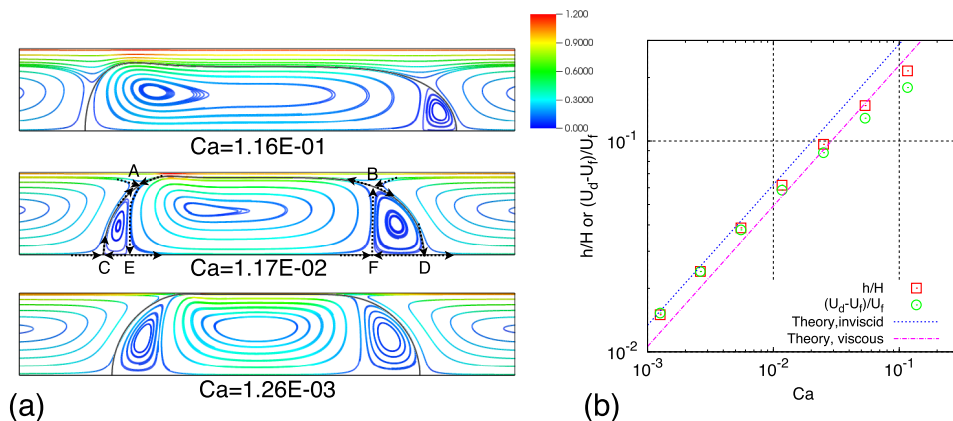 1.200
0.9000
0.6000
0.3000
0.000
Ca=1.16E-01
A
B
C
E
F
D
Ca=1.17E-02
Ca=1.26E-03
(a)
h/H or (U_d-U_f)/U_f
10^-1
10^-2
h/H
(U_d-U_f)/U_f
Theory,inviscid
Theory, viscous
10^-3
10^-2
10^-1
Ca
(b)